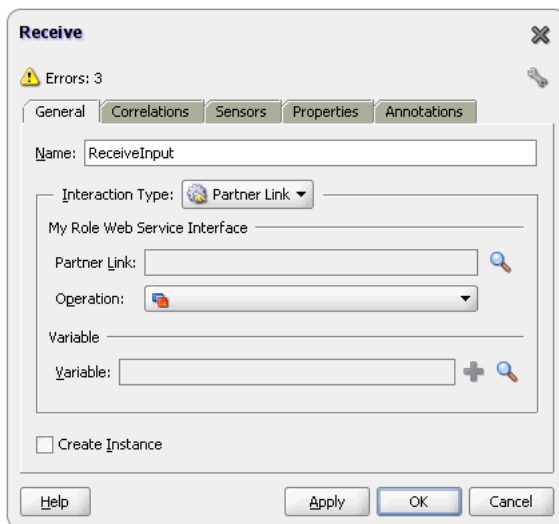 Receive
Errors: 3
General Correlations Sensors Properties Annotations
Name: ReceiveInput
Interaction Type: Partner Link
My Role Web Service Interface
Partner Link:
Operation:
Variable
Variable:
Create Instance
Help Apply OK Cancel